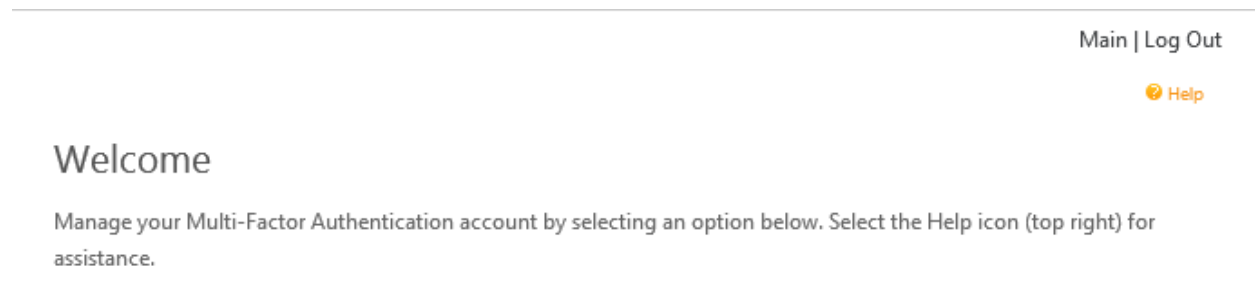 Main | Log Out
Help
Welcome
Manage your Multi-Factor Authentication account by selecting an option below. Select the Help icon (top right) for
assistance.